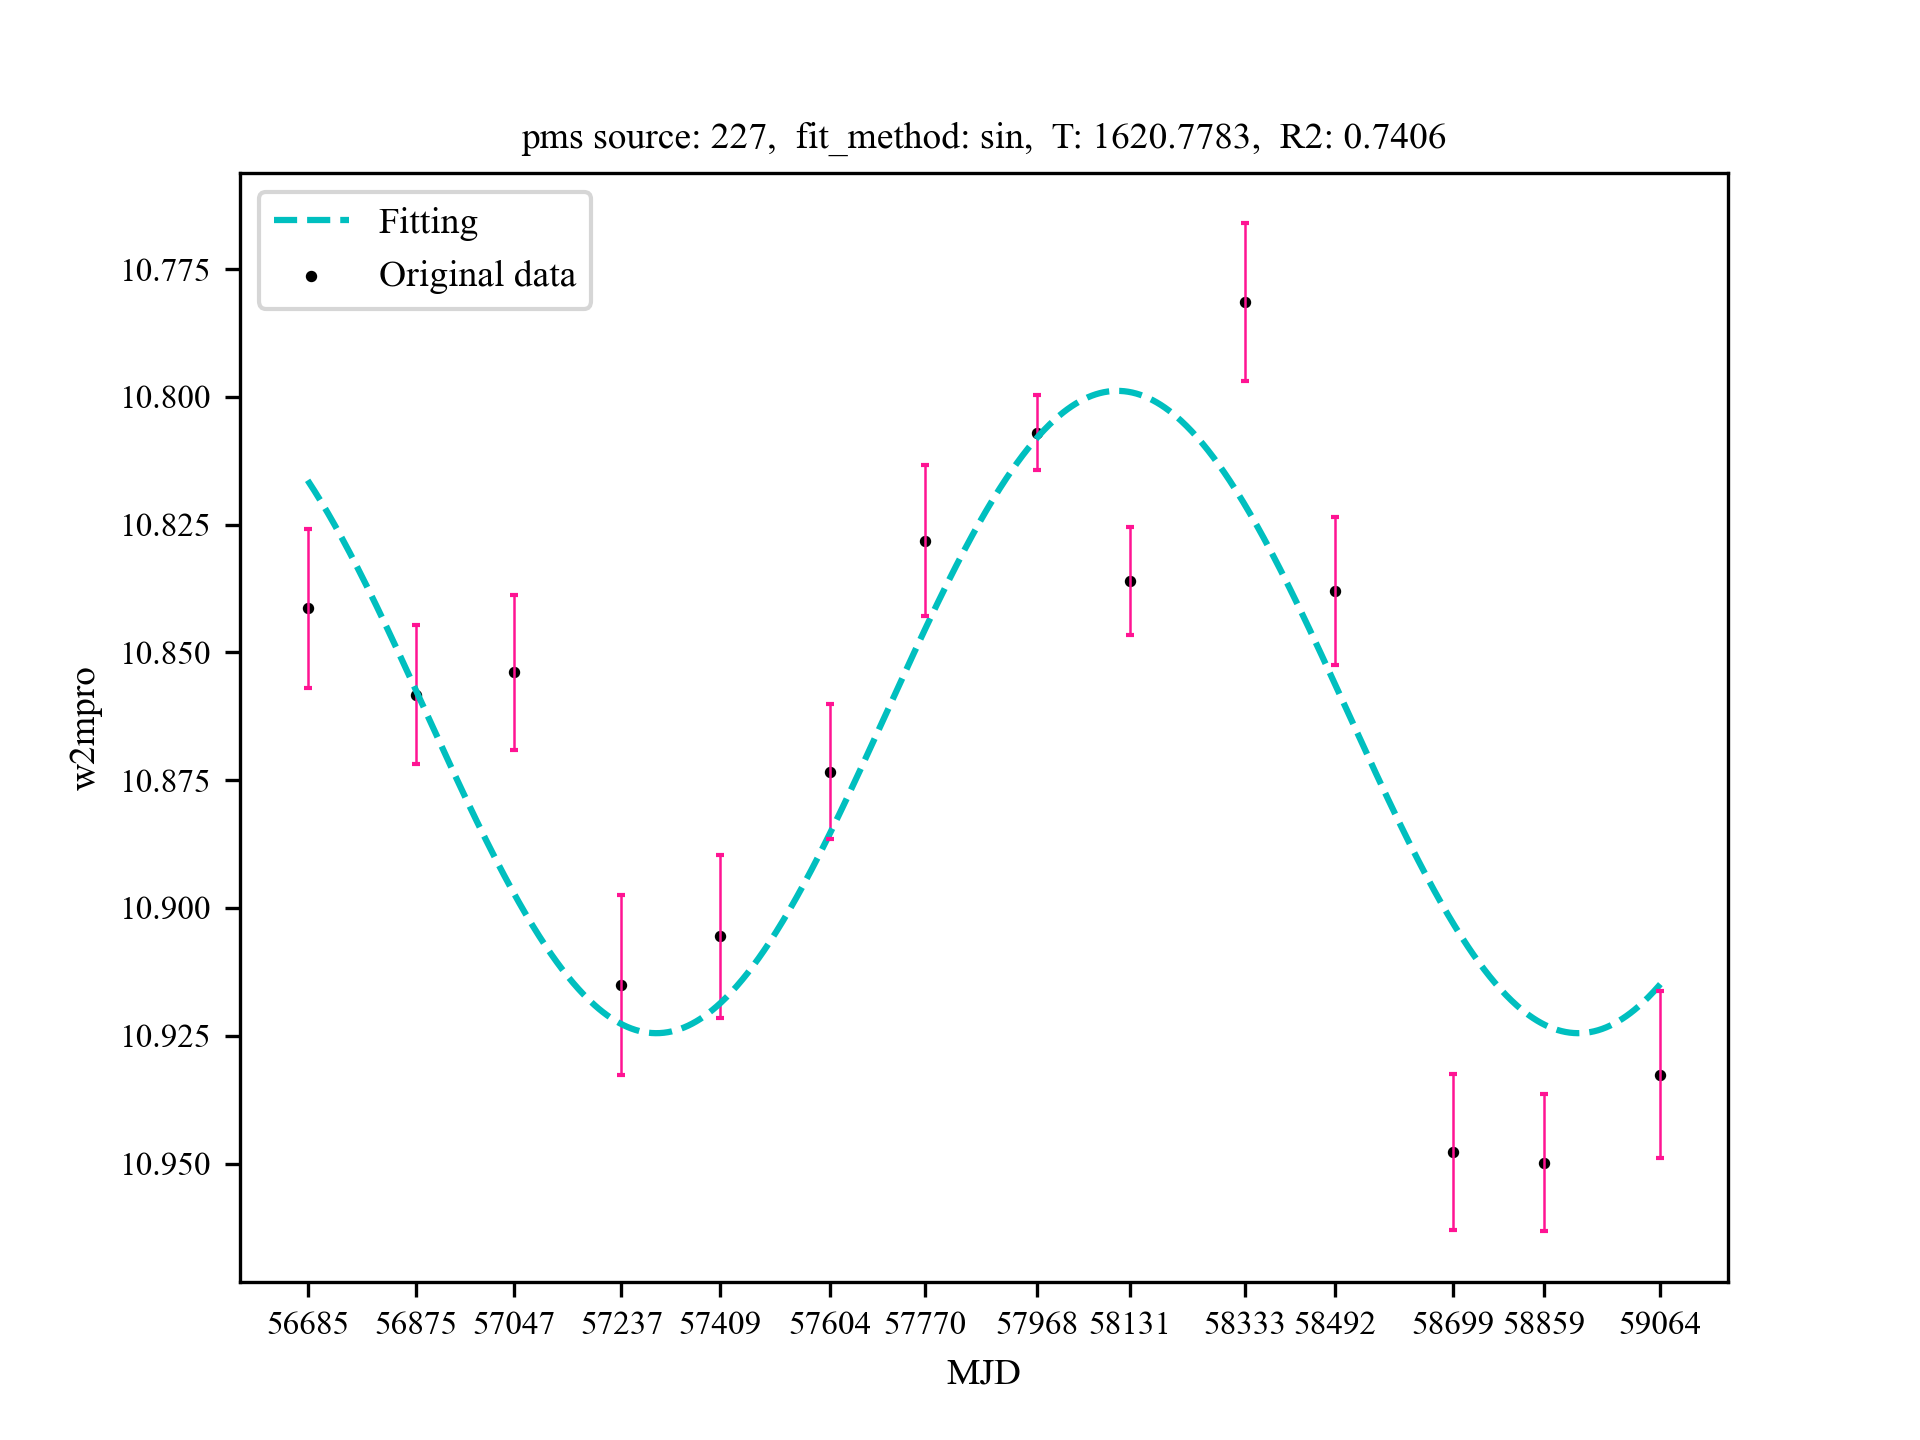 pms source: 227,  fit_method: sin,  T: 1620.7783,  R2: 0.7406
Fitting
Original data
10.775
10.800
10.825
10.850
10.875
10.900
10.925
10.950
w2mpro
56685 56875 57047 57237 57409 57604 57770 57968 58131 58333 58492 58699 58859 59064
MJD